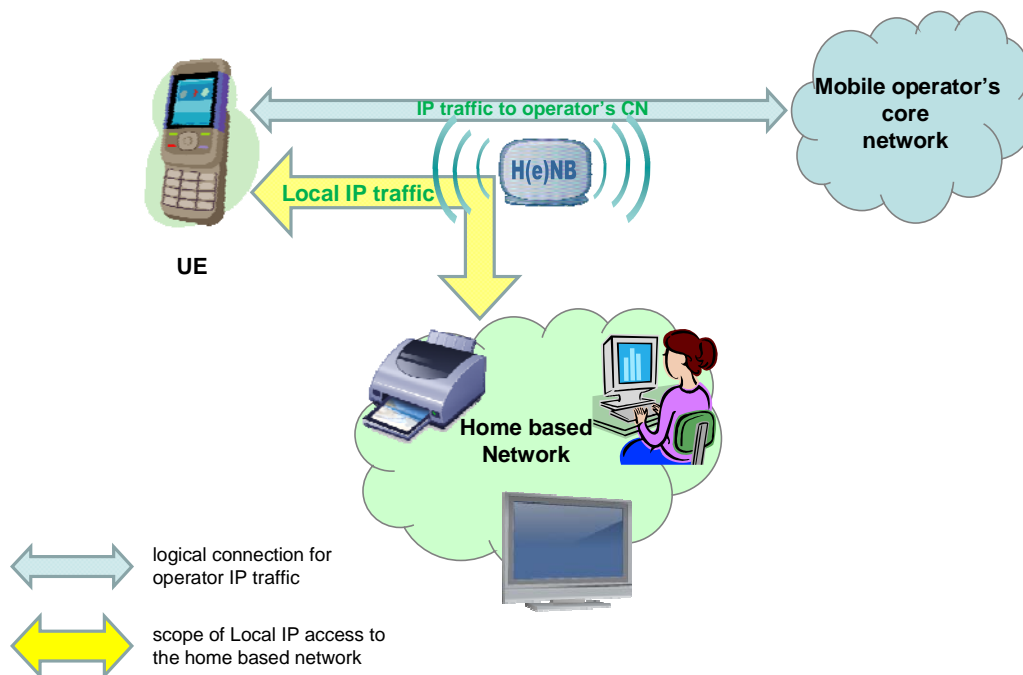 Mobile operator's
core
network
IP traffic to operator's CN
H(e)NB
Local IP traffic
UE
Home based
Network
logical connection for
operator IP traffic
scope of Local IP access to
the home based network